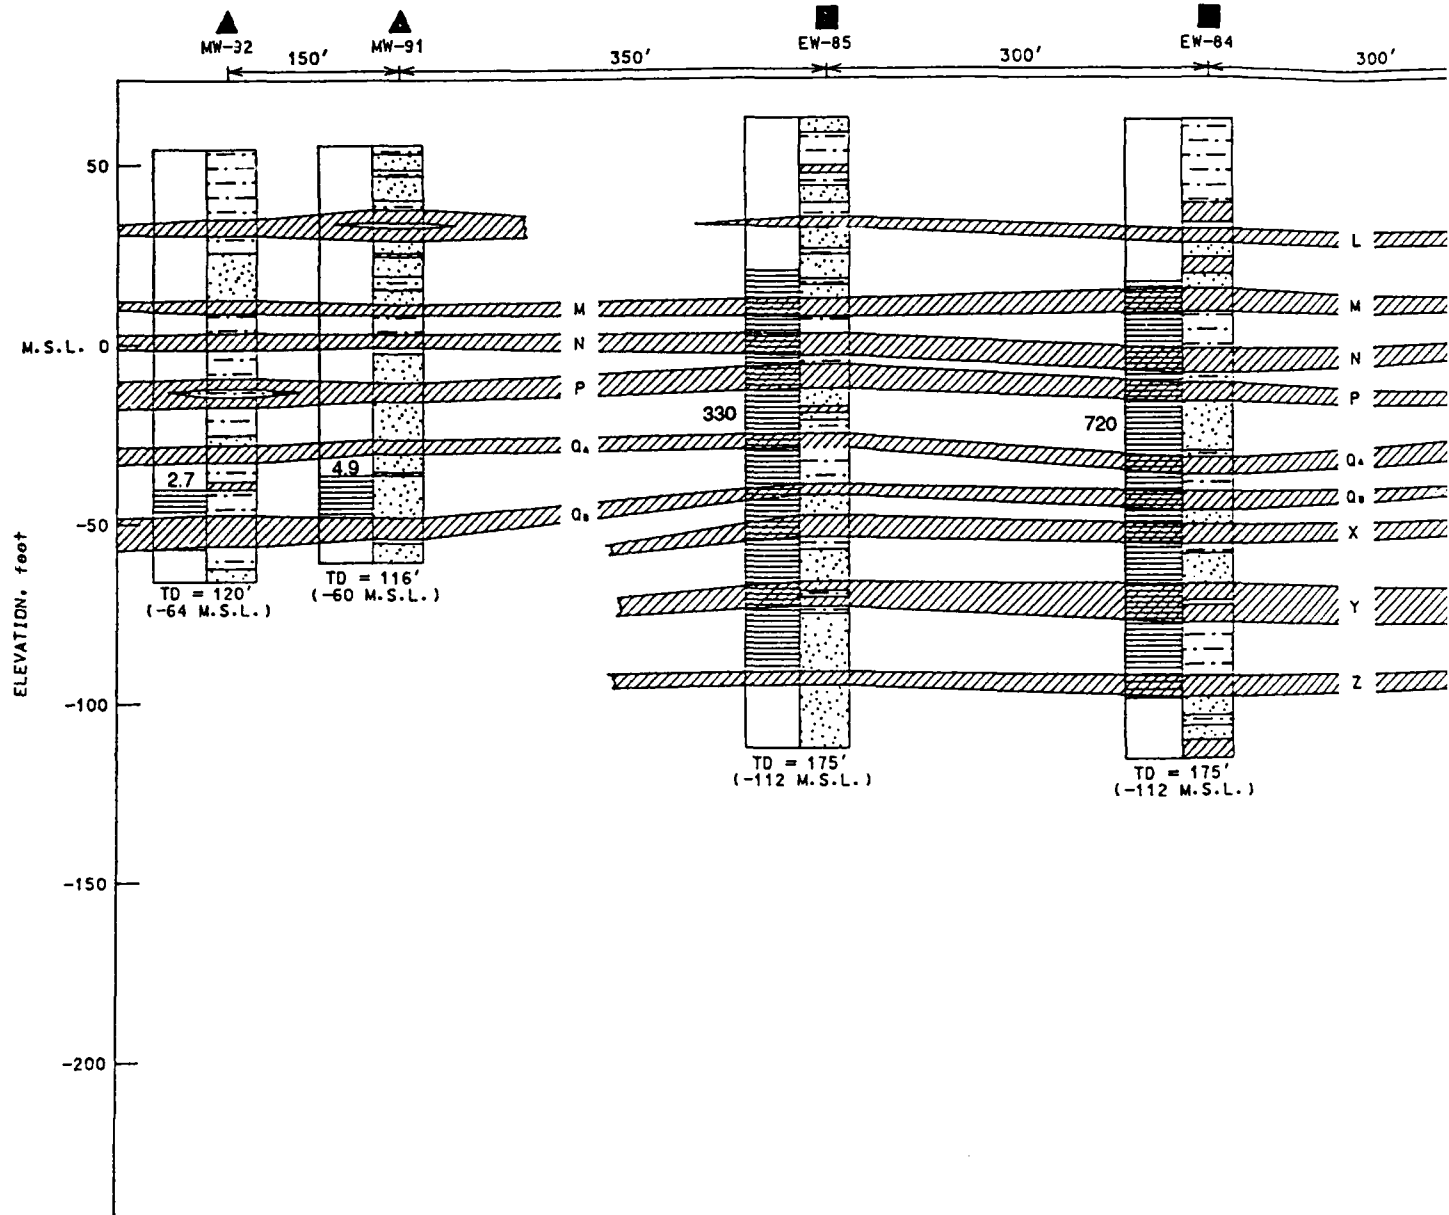 MW-92 MW-91 EW-85 EW-84
150' 350' 300' 300'
50
L
M M
M.S.L. 0 N N
P P
330 720
QA QA
2.7 4.9
QB QB
-50
X
TD = 120' TD = 116'
(-64 M.S.L.) (-60 M.S.L.)
Y
ELEVATION, feet
Z
-100
TD = 175' TD = 175'
(-112 M.S.L.) (-112 M.S.L.)
-150
-200